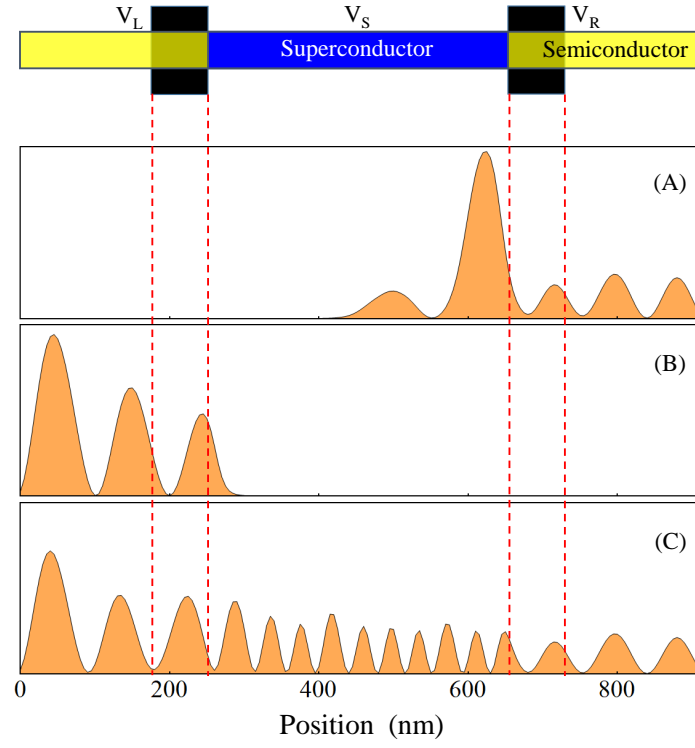 V_L V_S V_R
Superconductor Semiconductor
(A)
(B)
(C)
0 200 400 600 800
Position (nm)